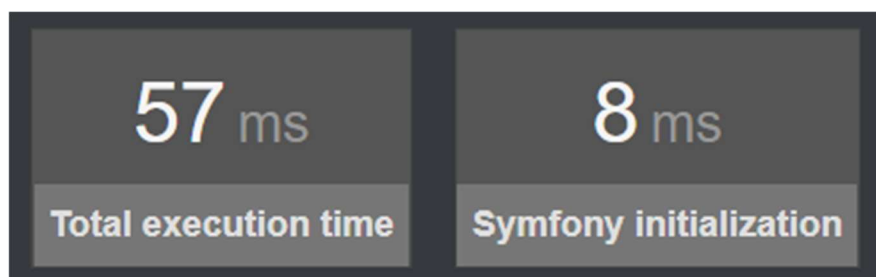 57 ms
Total execution time
8 ms
Symfony initialization